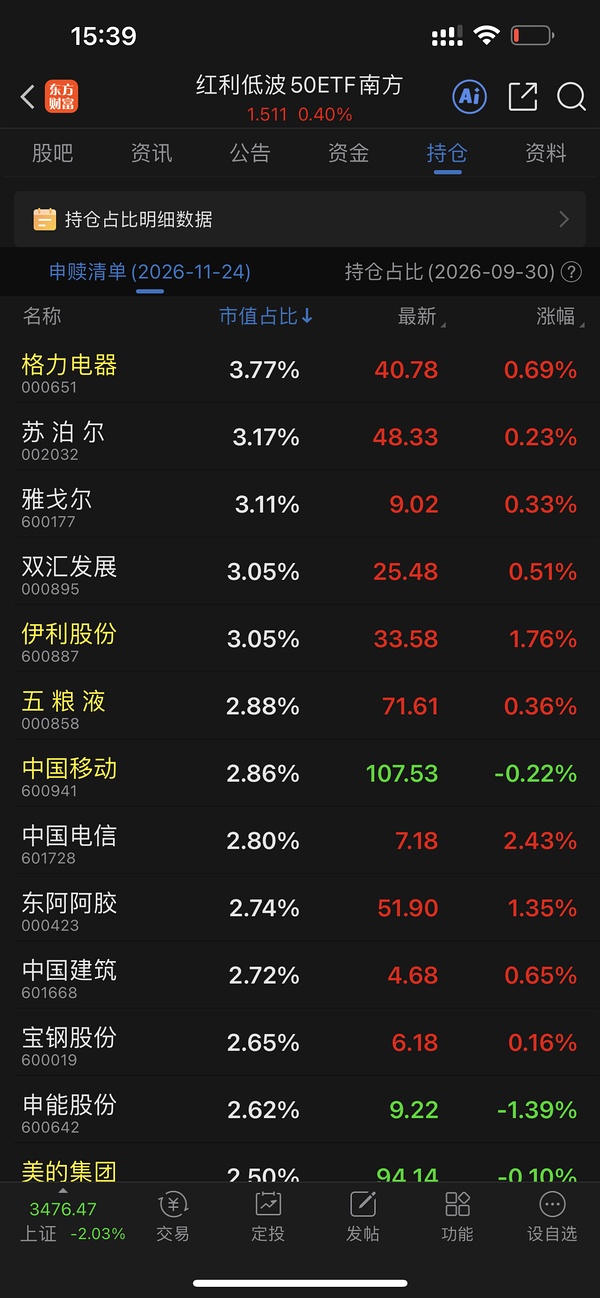 15:39
东方财富
红利低波50ETF南方
1.511 0.40%
Ai
股吧 资讯 公告 资金 持仓 资料
持仓占比明细数据
申赎清单(2026-11-24) 持仓占比(2026-09-30) ?
名称 市值占比↓ 最新 涨幅
格力电器 3.77% 40.78 0.69%
000651
苏泊尔 3.17% 48.33 0.23%
002032
雅戈尔 3.11% 9.02 0.33%
600177
双汇发展 3.05% 25.48 0.51%
000895
伊利股份 3.05% 33.58 1.76%
600887
五粮液 2.88% 71.61 0.36%
000858
中国移动 2.86% 107.53 -0.22%
600941
中国电信 2.80% 7.18 2.43%
601728
东阿阿胶 2.74% 51.90 1.35%
000423
中国建筑 2.72% 4.68 0.65%
601668
宝钢股份 2.65% 6.18 0.16%
600019
申能股份 2.62% 9.22 -1.39%
600642
美的集团 2.50% 94.14 -0.10%
3476.47
上证 -2.03% 交易 定投 发帖 功能 设自选